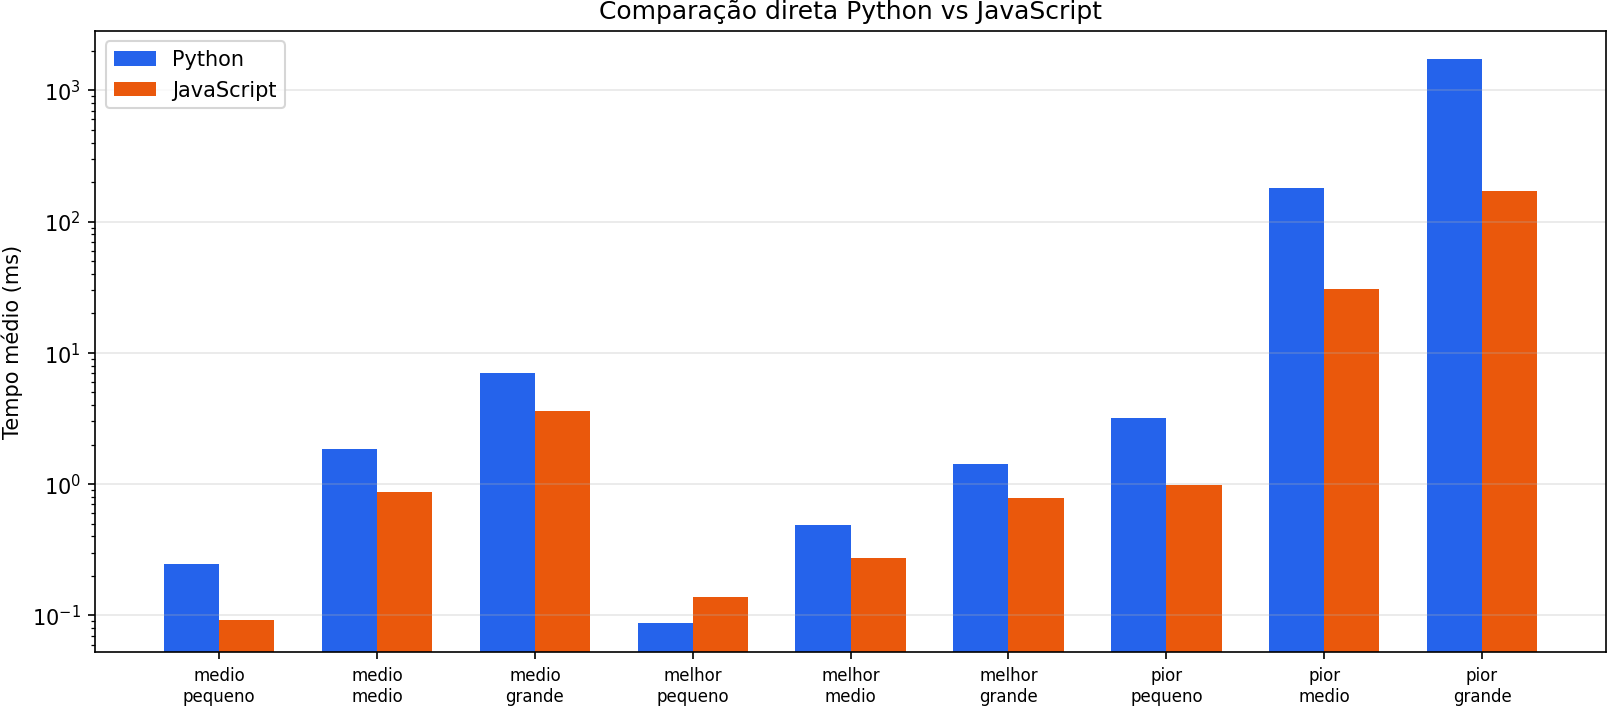 Comparação direta Python vs JavaScript
Python
JavaScript
Tempo médio (ms)
10³
10²
10¹
10⁰
10⁻¹
medio
pequeno
medio
medio
medio
grande
melhor
pequeno
melhor
medio
melhor
grande
pior
pequeno
pior
medio
pior
grande